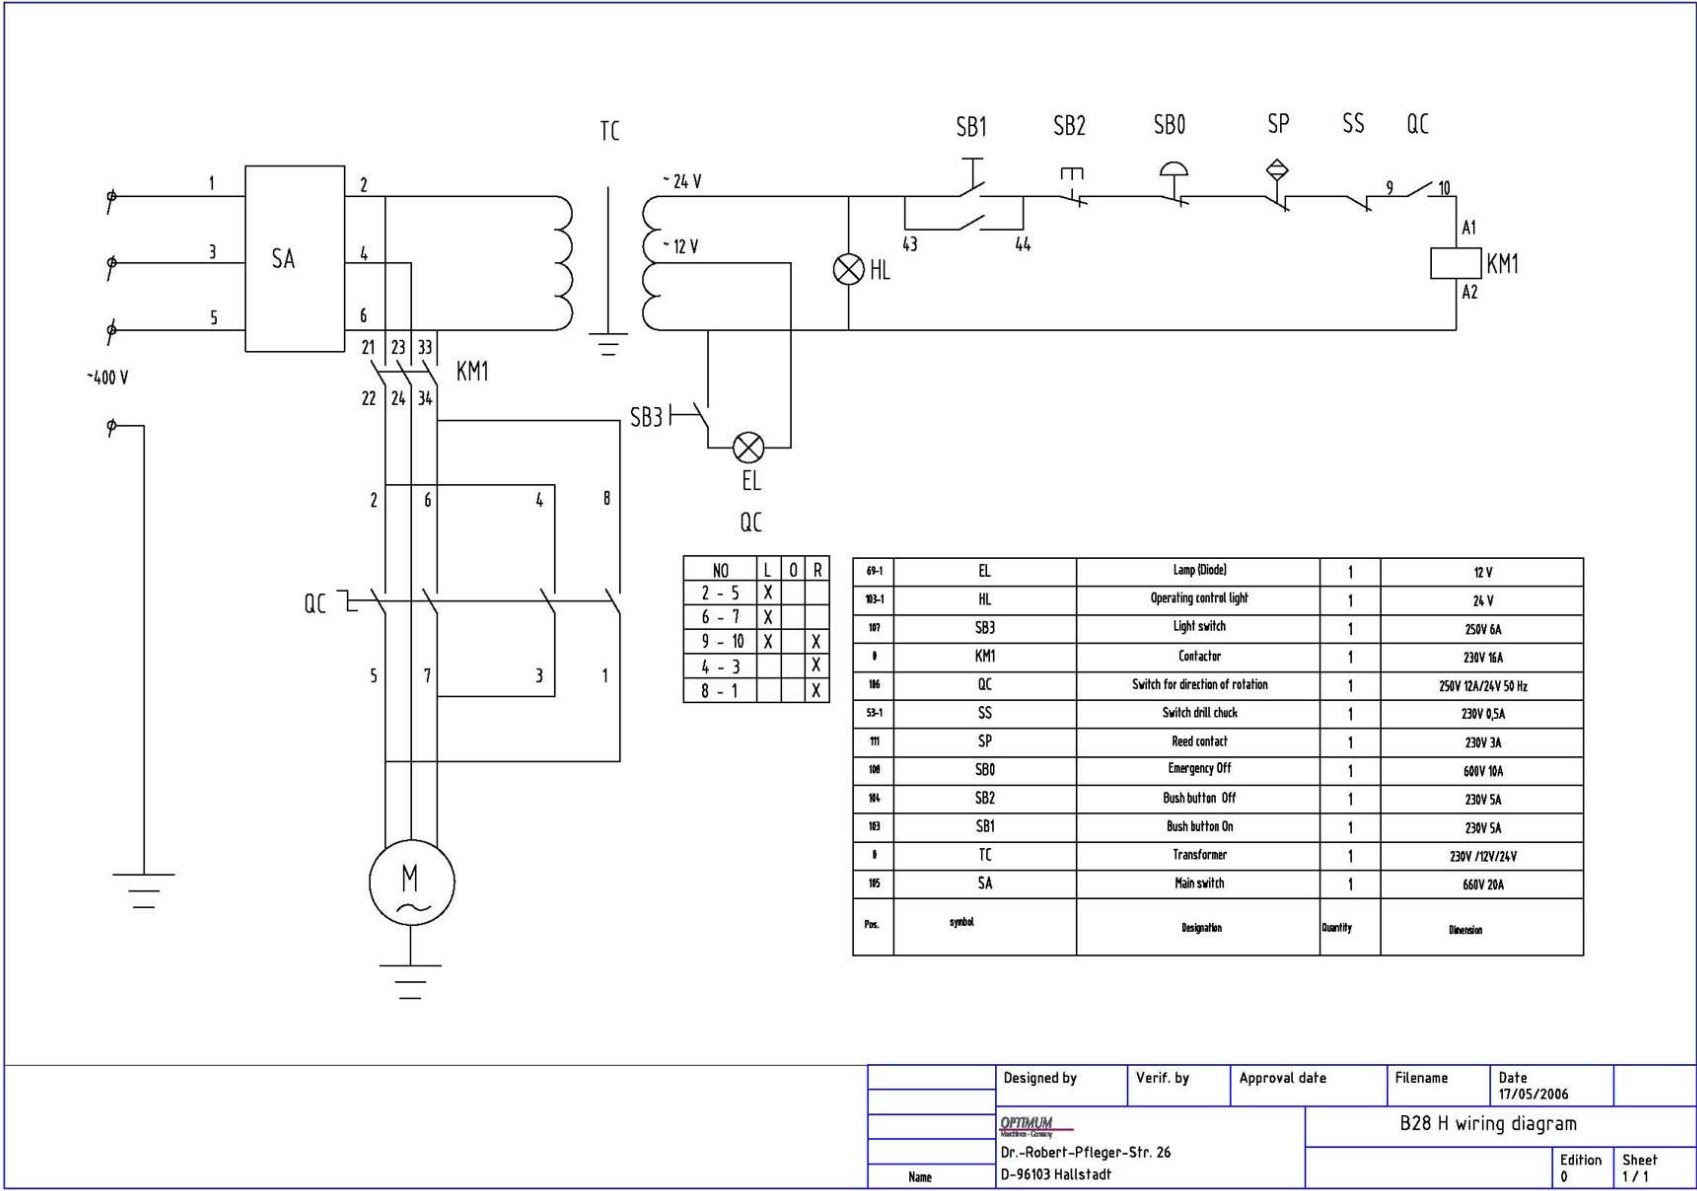 TC
SB1 SB2 SB0 SP SS QC
~ 24 V
1 2
9 10
A1
43 44
~ 12 V
3 SA 4
HL
KM1
A2
5 6
21 23 33
KM1
~400 V
22 24 34
SB3
EL
2 6 4 8
QC
NO L O R
2 - 5 X
6 - 7 X
9 - 10 X X
4 - 3 X
8 - 1 X
QC
5 7 3 1
M
69-1 EL Lamp (Diode) 1 12 V
103-1 HL Operating control light 1 24 V
107 SB3 Light switch 1 250V 6A
KM1 Contactor 1 230V 16A
106 QC Switch for direction of rotation 1 250V 12A/24V 50 Hz
53-1 SS Switch drill chuck 1 230V 0,5A
111 SP Reed contact 1 230V 3A
108 SB0 Emergency Off 1 600V 10A
104 SB2 Bush button Off 1 230V 5A
103 SB1 Bush button On 1 230V 5A
TC Transformer 1 230V /12V/24V
105 SA Main switch 1 660V 20A
Pos. symbol Designation Quantity Dimension
Designed by Verif. by Approval date Filename Date
17/05/2006
OPTIMUM
Maschinen - Germany
B28 H wiring diagram
Dr.-Robert-Pfleger-Str. 26
D-96103 Hallstadt
Name
Edition Sheet
0 1 / 1